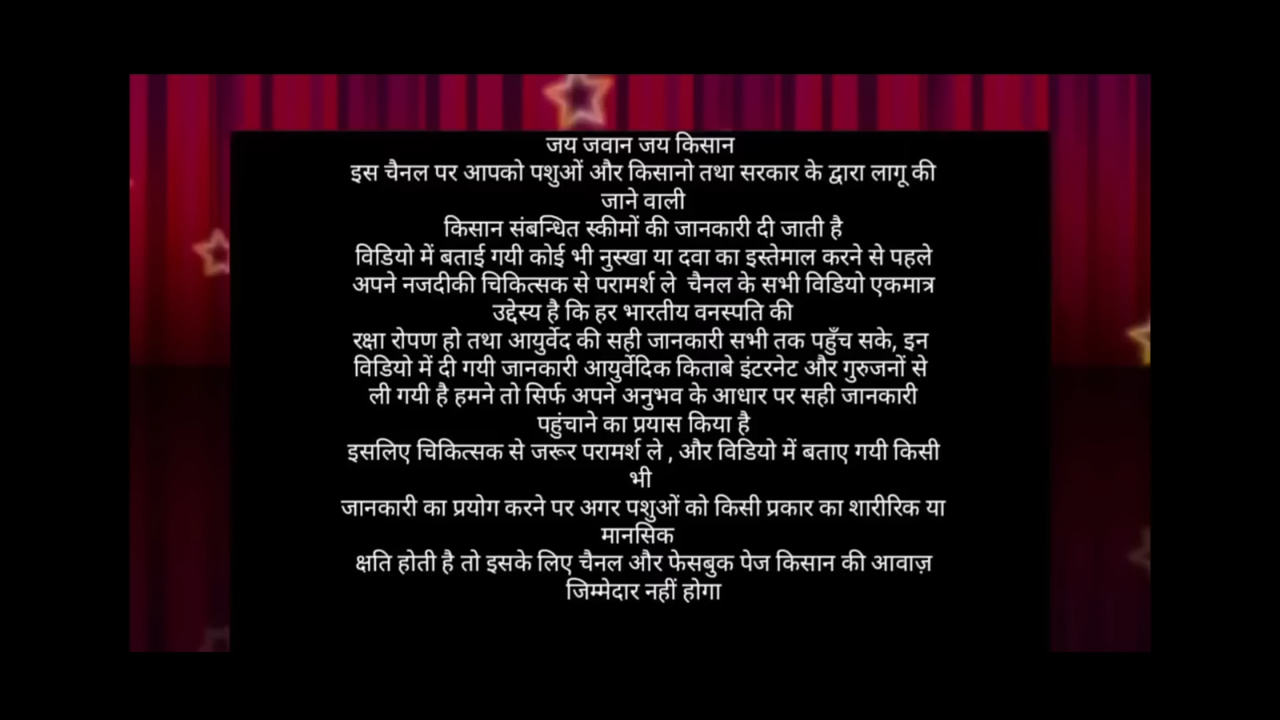 जय जवान जय किसान
इस चैनल पर आपको पशुओं और किसानो तथा सरकार के द्वारा लागू की
जाने वाली
किसान संबन्धित स्कीमों की जानकारी दी जाती है
विडियो में बताई गयी कोई भी नुस्खा या दवा का इस्तेमाल करने से पहले
अपने नजदीकी चिकित्सक से परामर्श ले  चैनल के सभी विडियो एकमात्र
उद्देस्य है कि हर भारतीय वनस्पति की
रक्षा रोपण हो तथा आयुर्वेद की सही जानकारी सभी तक पहुँच सके, इन
विडियो में दी गयी जानकारी आयुर्वेदिक किताबे इंटरनेट और गुरुजनों से
ली गयी है हमने तो सिर्फ अपने अनुभव के आधार पर सही जानकारी
पहुंचाने का प्रयास किया है
इसलिए चिकित्सक से जरूर परामर्श ले , और विडियो में बताए गयी किसी
भी
जानकारी का प्रयोग करने पर अगर पशुओं को किसी प्रकार का शारीरिक या
मानसिक
क्षति होती है तो इसके लिए चैनल और फेसबुक पेज किसान की आवाज़
जिम्मेदार नहीं होगा